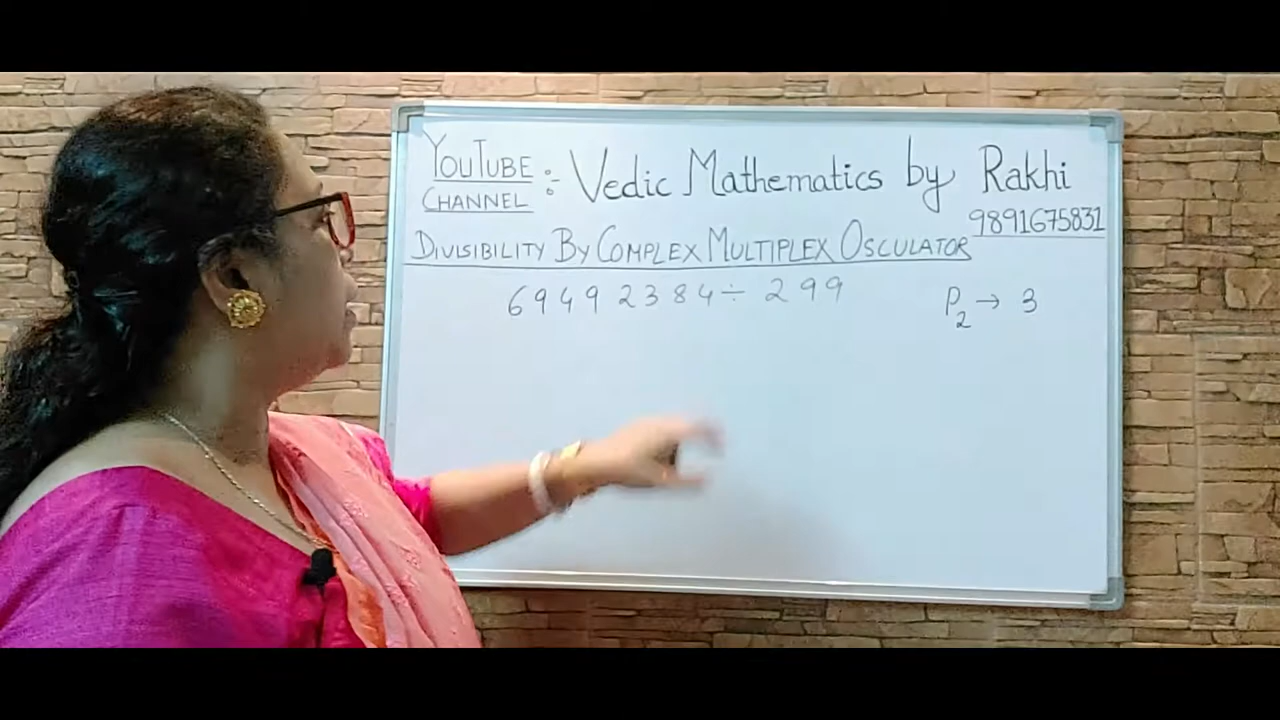 YOUTUBE CHANNEL :- Vedic Mathematics by Rakhi
9891675831
DIVISIBILITY BY COMPLEX MULTIPLEX OSCULATOR
69492384 ÷ 299 P₂ → 3